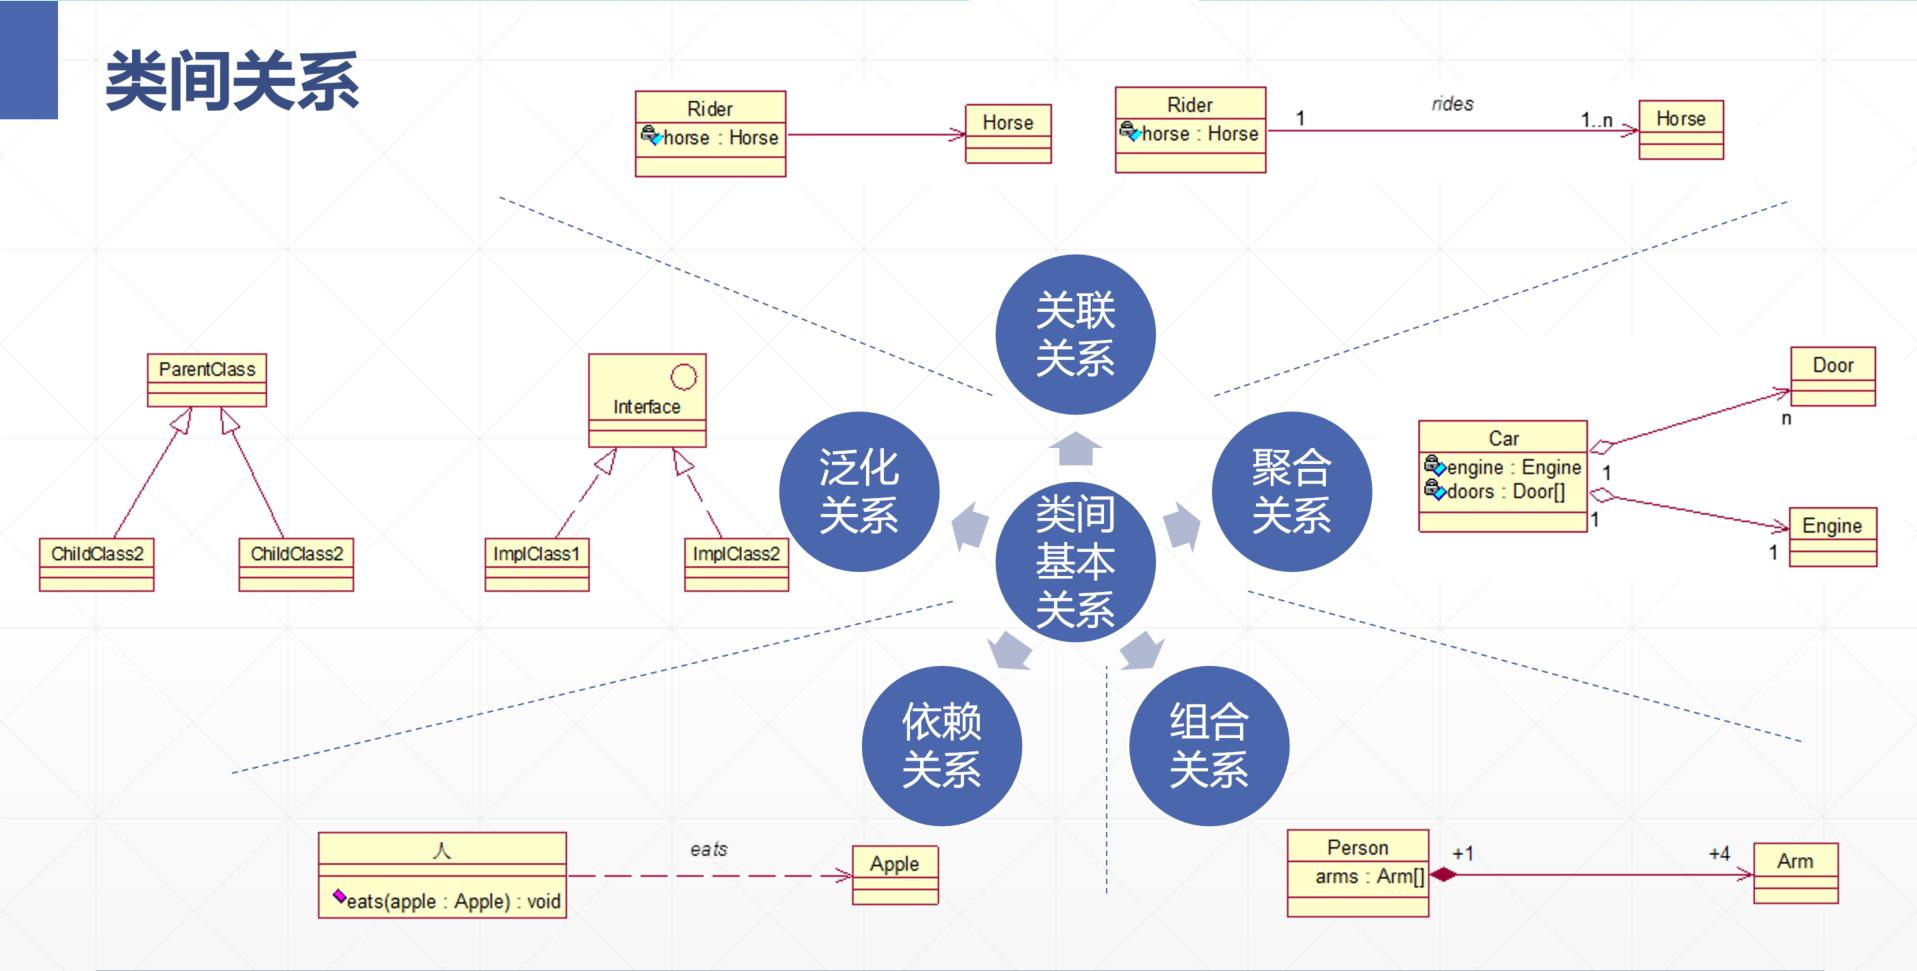 类间关系
Rider
horse : Horse
Horse
Rider
horse : Horse
1
rides
1..n
Horse
关联
关系
ParentClass
ChildClass2
ChildClass2
Interface
ImplClass1
ImplClass2
泛化
关系
类间
基本
关系
聚合
关系
Car
engine : Engine
doors : Door[]
1
1
Door
n
Engine
1
依赖
关系
组合
关系
人
eats(apple : Apple) : void
eats
Apple
Person
arms : Arm[]
+1
+4
Arm